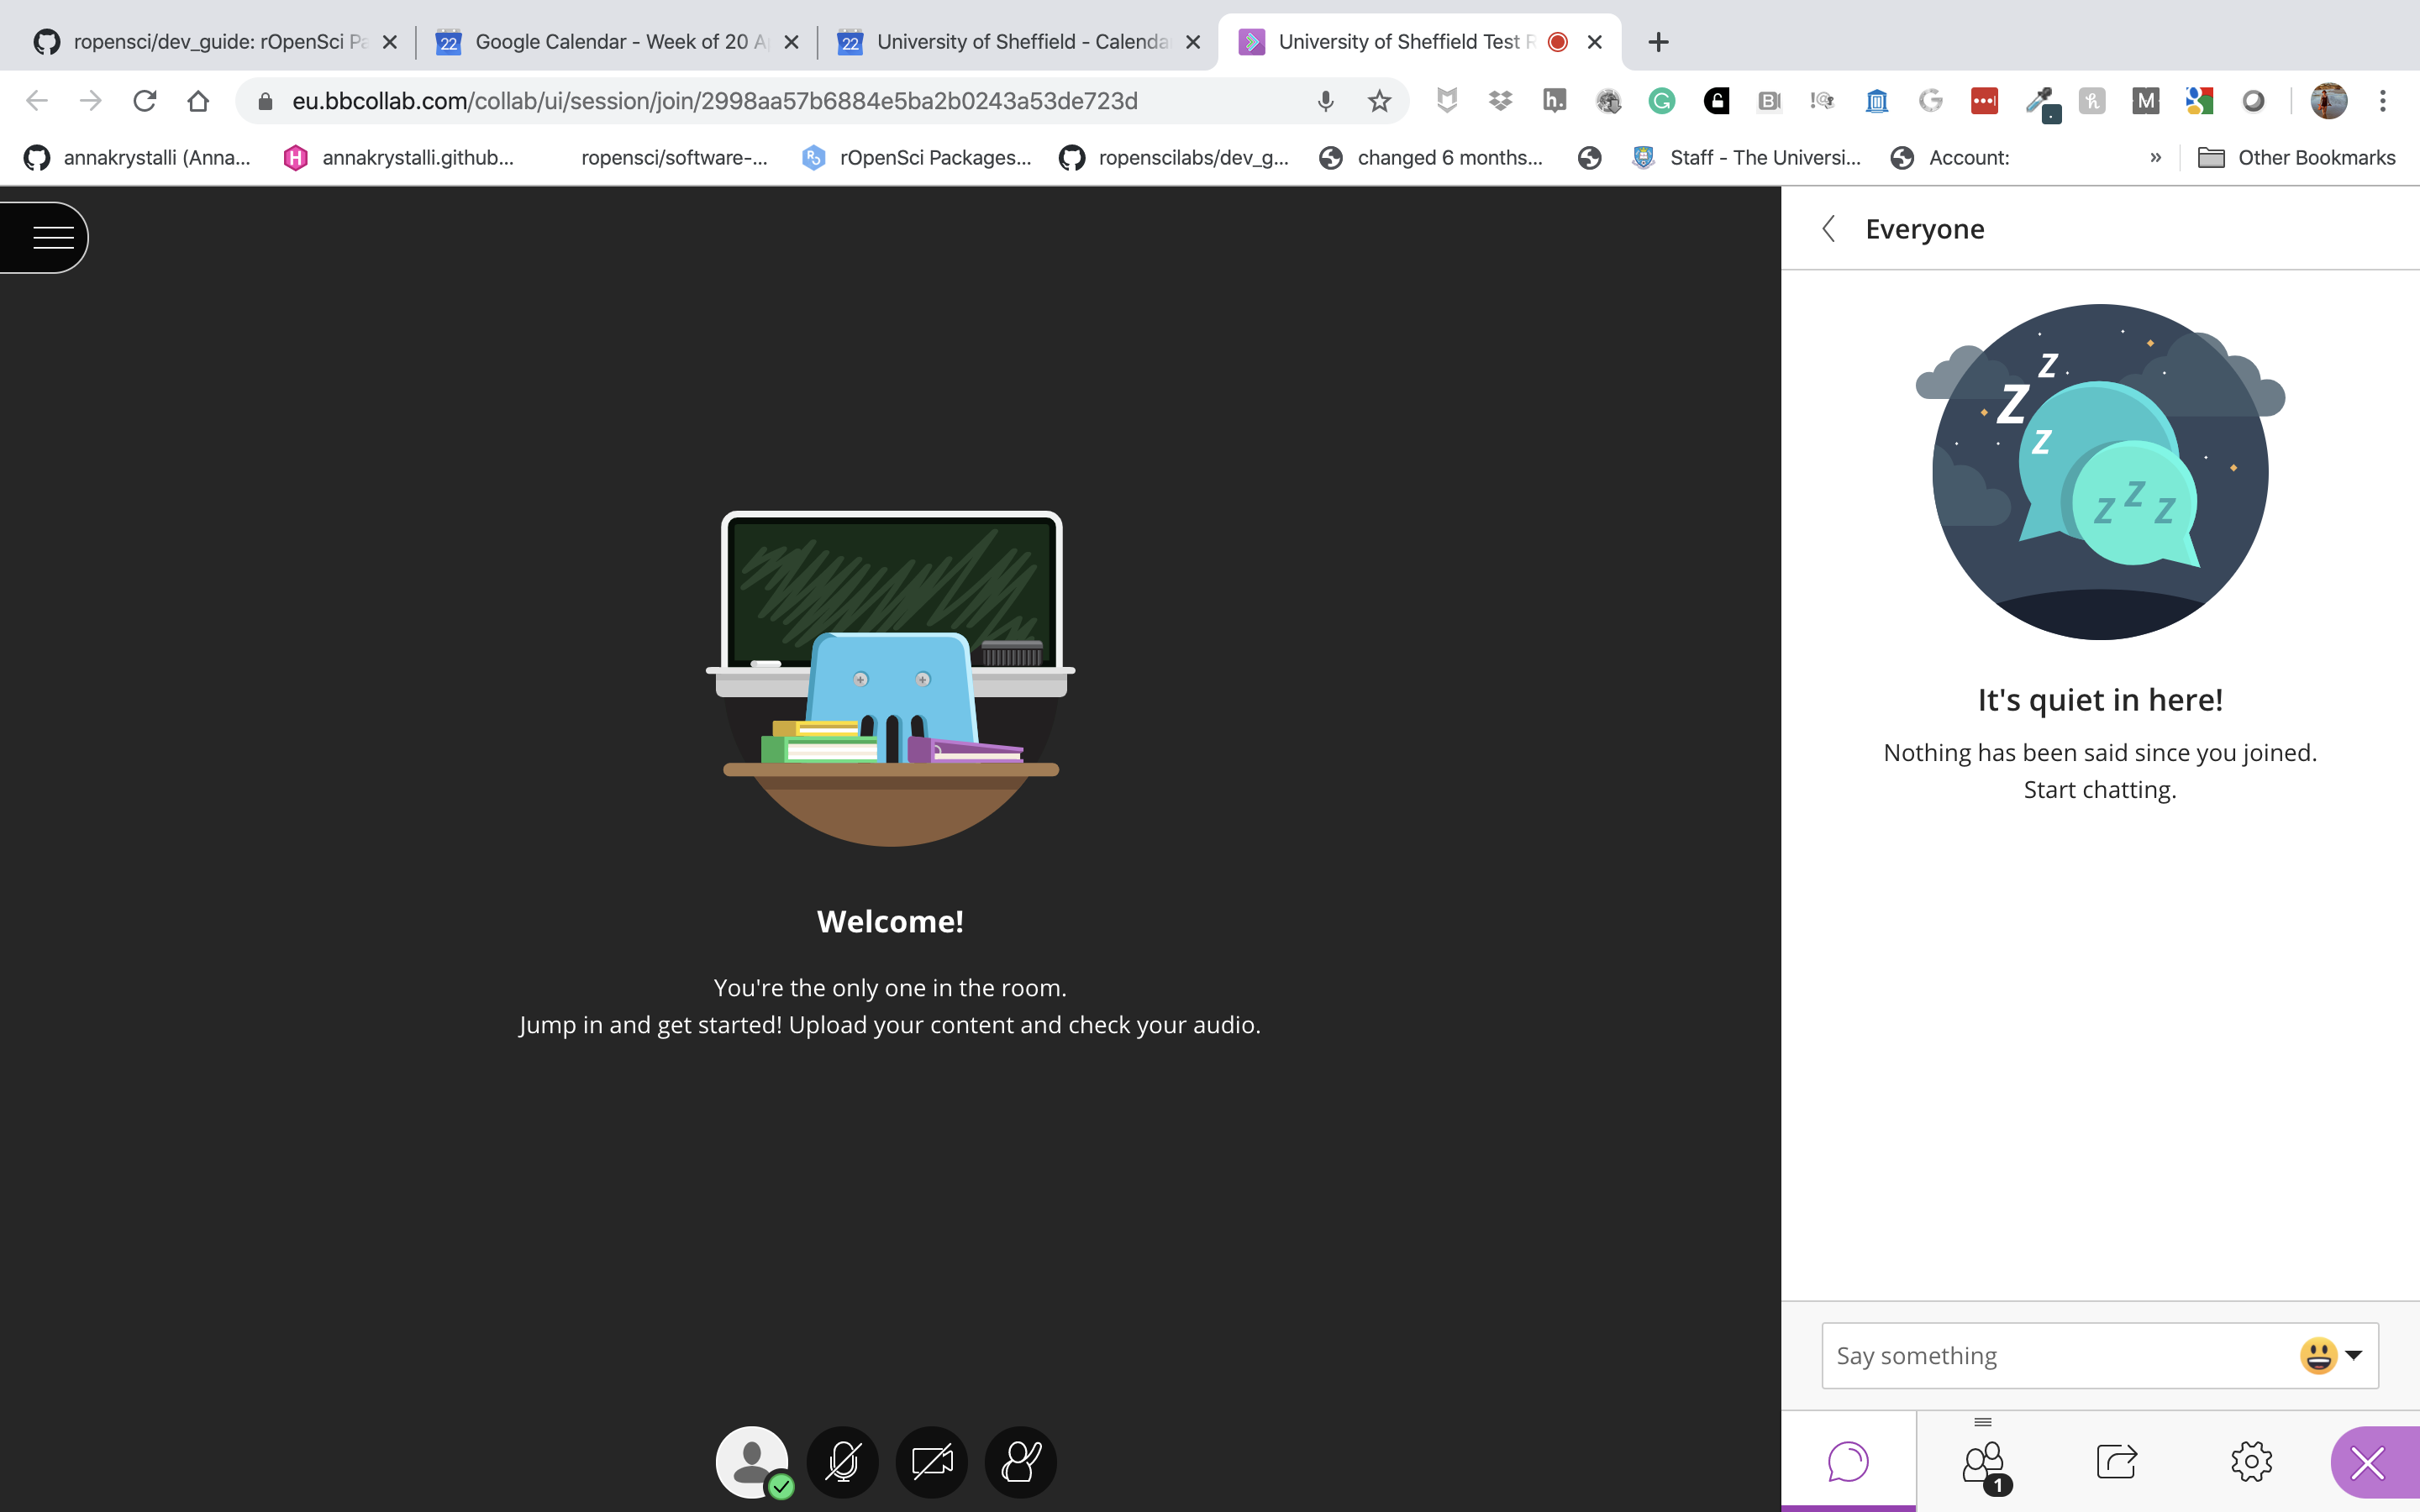 ropensci/dev_guide: rOpenSci Pa
Google Calendar - Week of 20 A
University of Sheffield - Calenda
University of Sheffield Test R
eu.bbcollab.com/collab/ui/session/join/2998aa57b6884e5ba2b0243a53de723d
annakrystalli (Anna...
annakrystalli.github...
ropensci/software-...
rOpenSci Packages...
ropenscilabs/dev_g...
changed 6 months...
Staff - The Universi...
Account:
»
Other Bookmarks
Everyone
Z
Z
Z
Z Z Z
It's quiet in here!
Nothing has been said since you joined.
Start chatting.
Welcome!
You're the only one in the room.
Jump in and get started! Upload your content and check your audio.
Say something
1